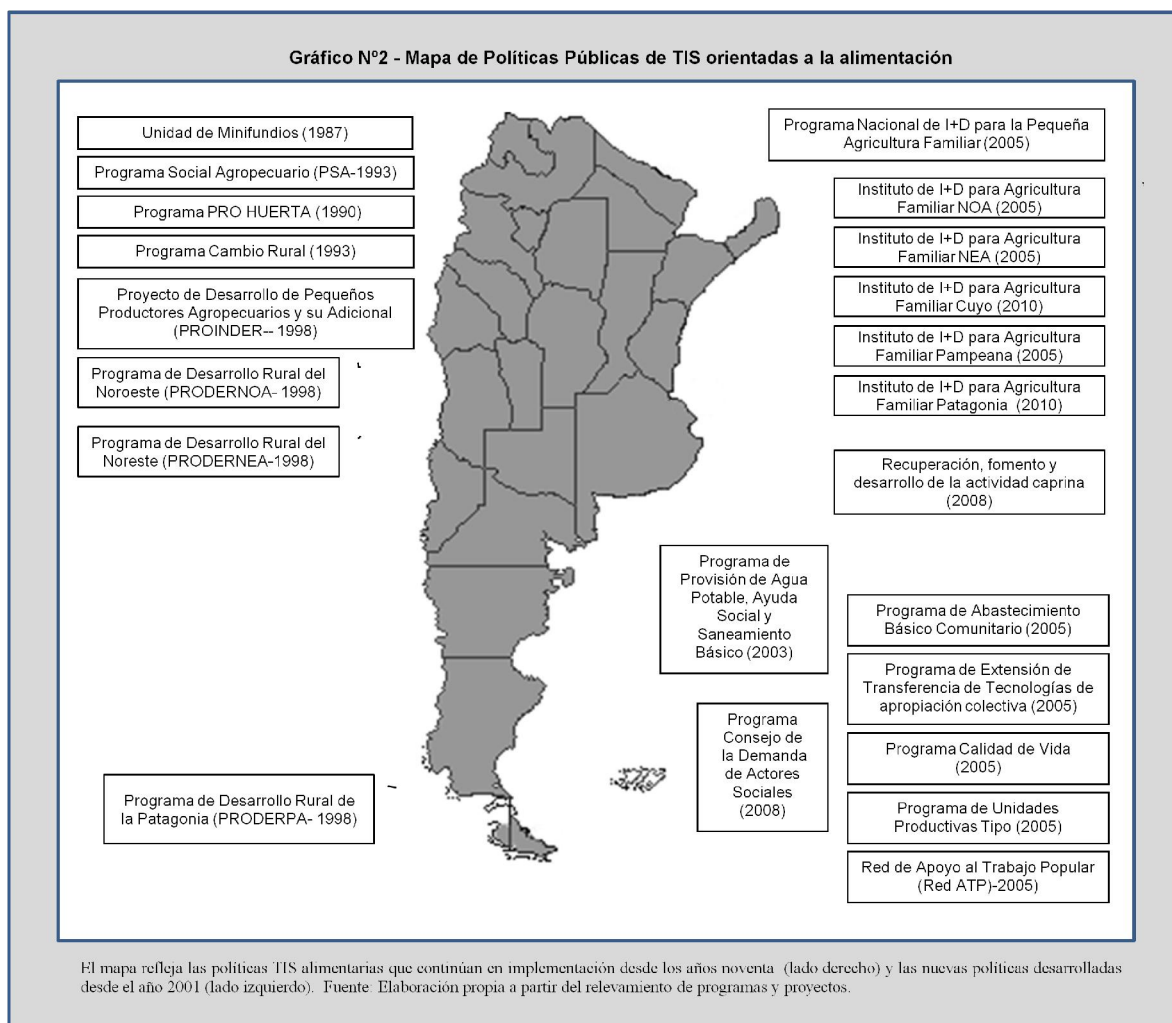 Gráfico Nº2 - Mapa de Políticas Públicas de TIS orientadas a la alimentación
Unidad de Minifundios (1987)
Programa Social Agropecuario (PSA-1993)
Programa PRO HUERTA (1990)
Programa Cambio Rural (1993)
Proyecto de Desarrollo de Pequeños
Productores Agropecuarios y su Adicional
(PROINDER-- 1998)
Programa de Desarrollo Rural del
Noroeste (PRODERNOA- 1998)
Programa de Desarrollo Rural del
Noreste (PRODERNEA-1998)
Programa de Desarrollo Rural de
la Patagonia (PRODERPA- 1998)
Programa Nacional de I+D para la Pequeña
Agricultura Familiar (2005)
Instituto de I+D para Agricultura
Familiar NOA (2005)
Instituto de I+D para Agricultura
Familiar NEA (2005)
Instituto de I+D para Agricultura
Familiar Cuyo (2010)
Instituto de I+D para Agricultura
Familiar Pampeana (2005)
Instituto de I+D para Agricultura
Familiar Patagonia (2010)
Recuperación, fomento y
desarrollo de la actividad caprina
(2008)
Programa de
Provisión de Agua
Potable, Ayuda
Social y
Saneamiento
Básico (2003)
Programa
Consejo de
la Demanda
de Actores
Sociales
(2008)
Programa de Abastecimiento
Básico Comunitario (2005)
Programa de Extensión de
Transferencia de Tecnologías de
apropiación colectiva (2005)
Programa Calidad de Vida
(2005)
Programa de Unidades
Productivas Tipo (2005)
Red de Apoyo al Trabajo Popular
(Red ATP)-2005)
El mapa refleja las políticas TIS alimentarias que continúan en implementación desde los años noventa (lado derecho) y las nuevas políticas desarrolladas
desde el año 2001 (lado izquierdo). Fuente: Elaboración propia a partir del relevamiento de programas y proyectos.